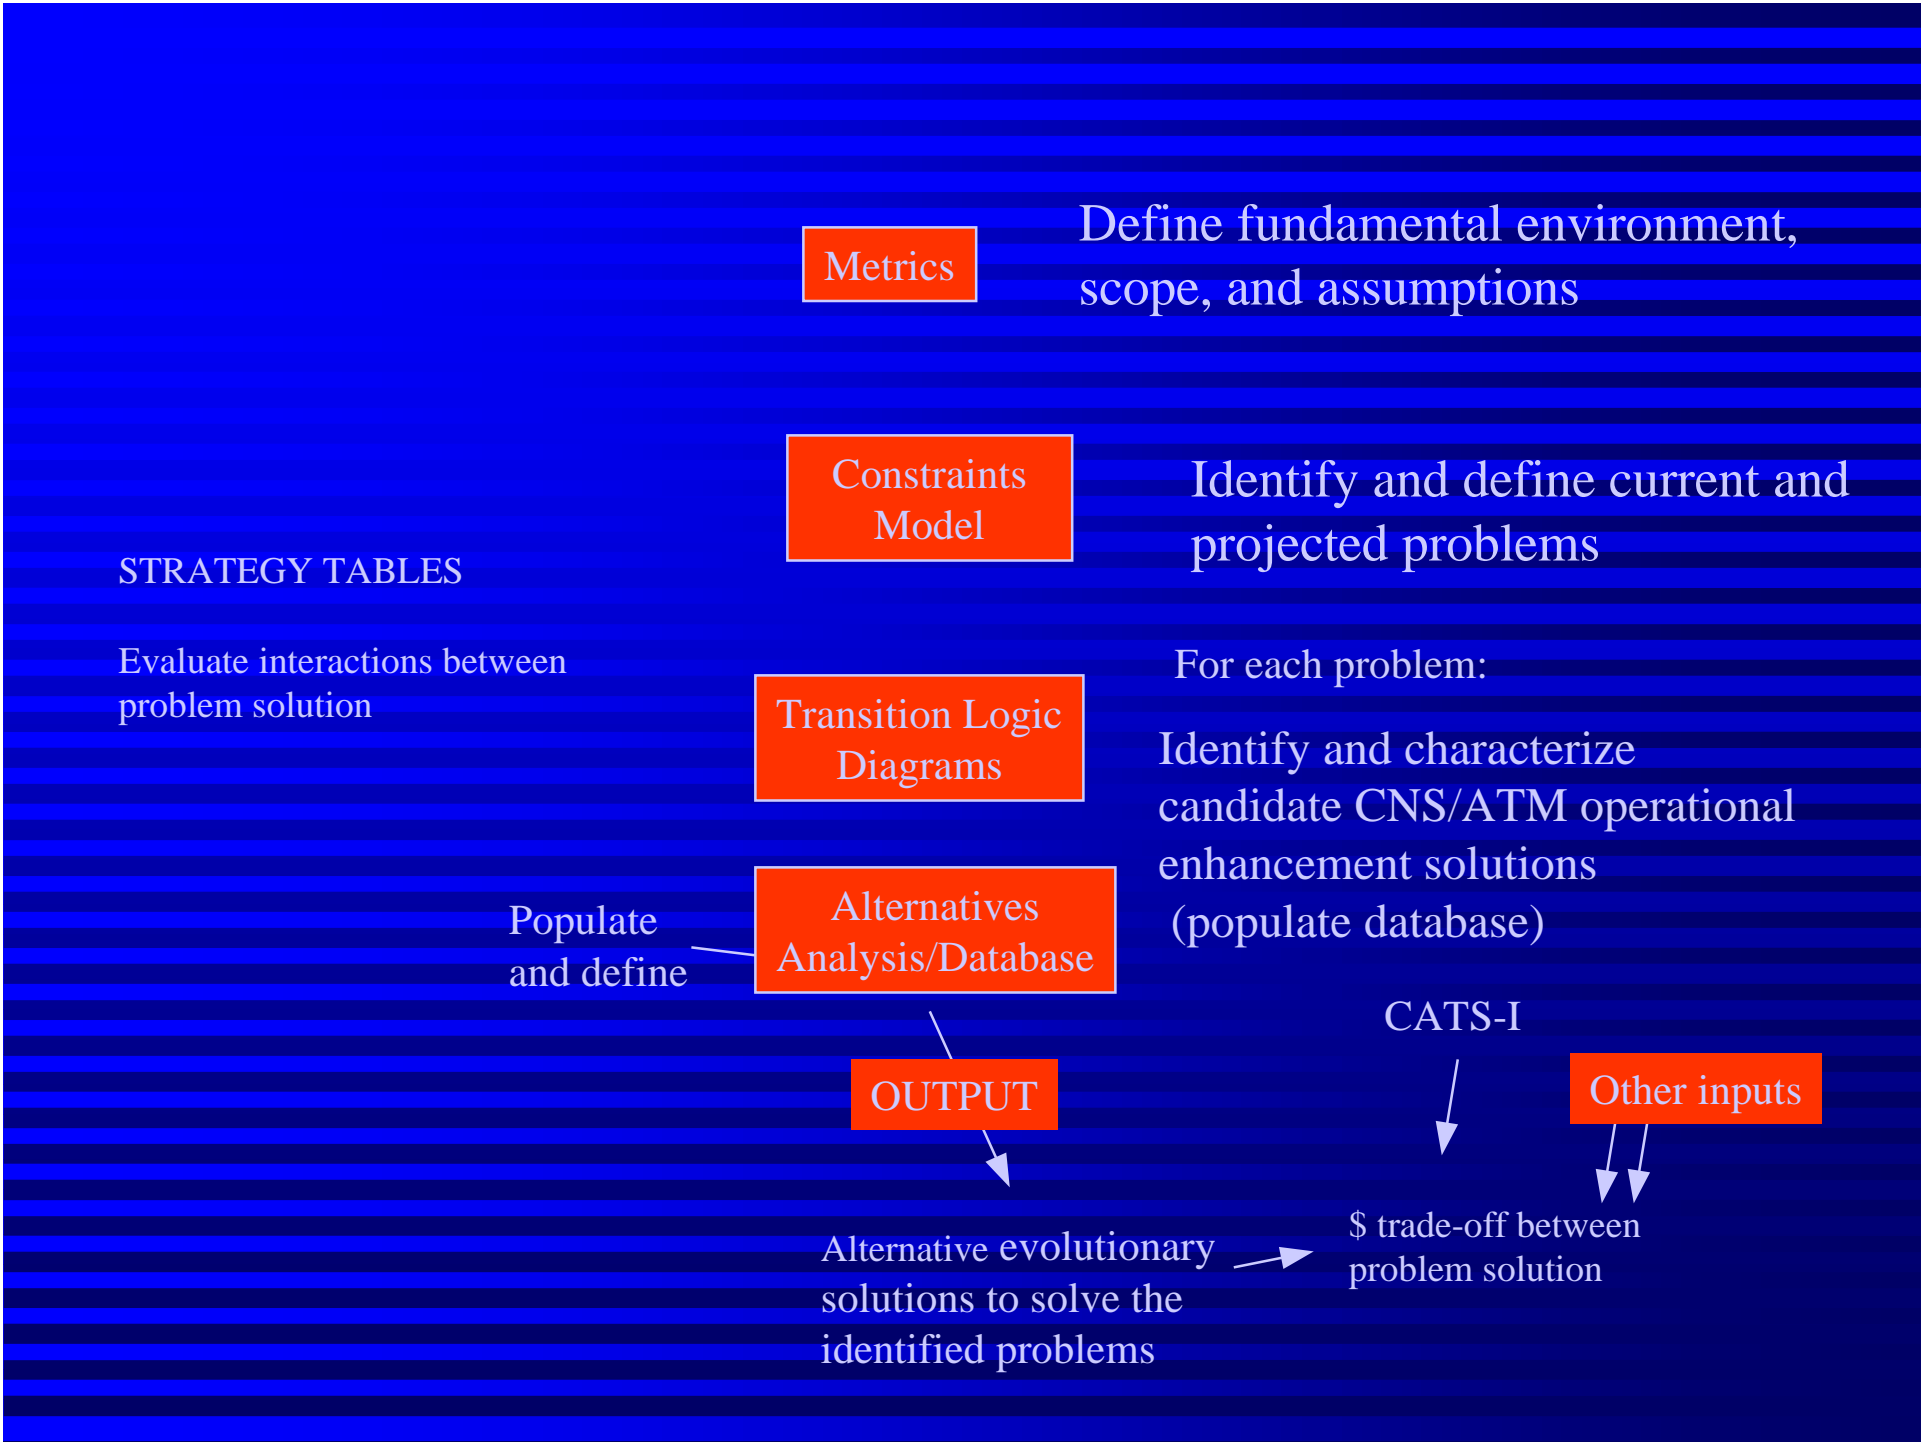 Metrics
Define fundamental environment,
scope, and assumptions
Constraints
Model
Identify and define current and
projected problems
STRATEGY TABLES
Evaluate interactions between
problem solution
Transition Logic
Diagrams
For each problem:
Identify and characterize
candidate CNS/ATM operational
enhancement solutions
(populate database)
Populate
and define
Alternatives
Analysis/Database
CATS-I
OUTPUT
Other inputs
Alternative evolutionary
solutions to solve the
identified problems
$ trade-off between
problem solution